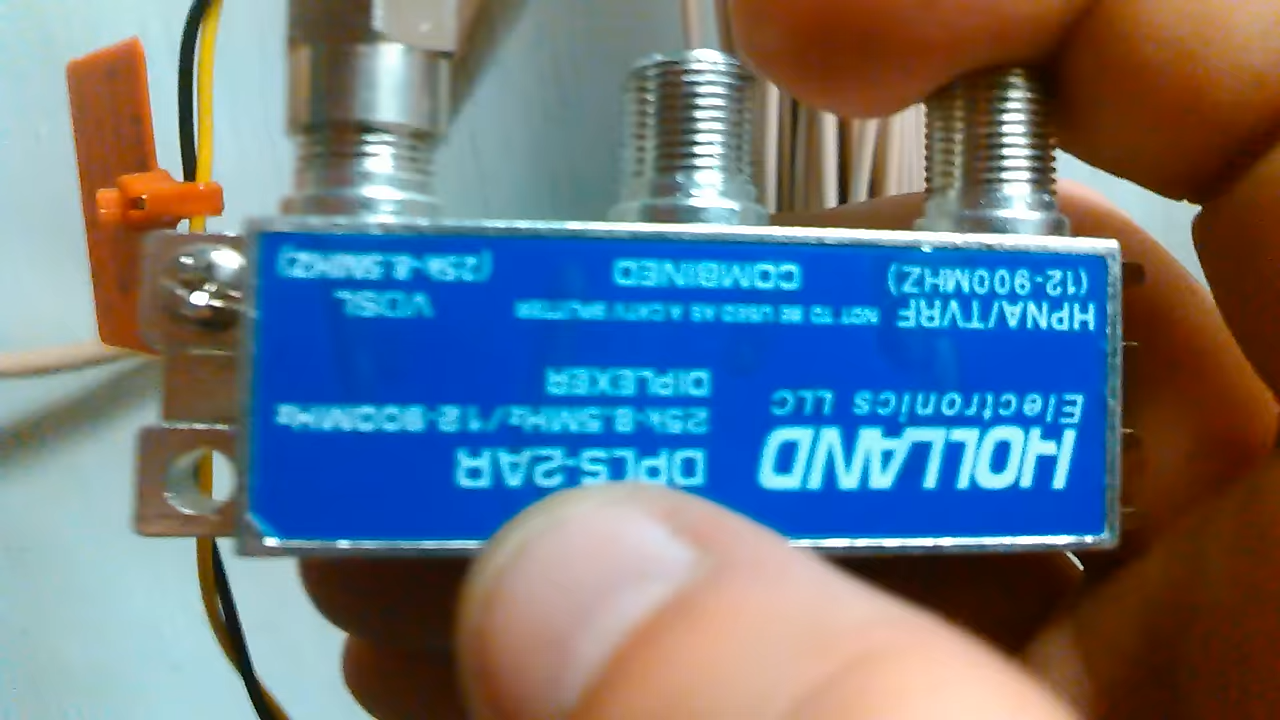 HOLLAND
Electronics LLC
DPLS-2AR
25k-8.5MHz/12-900MHz
DIPLEXER
HPNA/TVRF
(12-900MHZ)
NOT TO BE USED AS A CATV SPLITTER
COMBINED
VDSL
(25k-8.5MHZ)